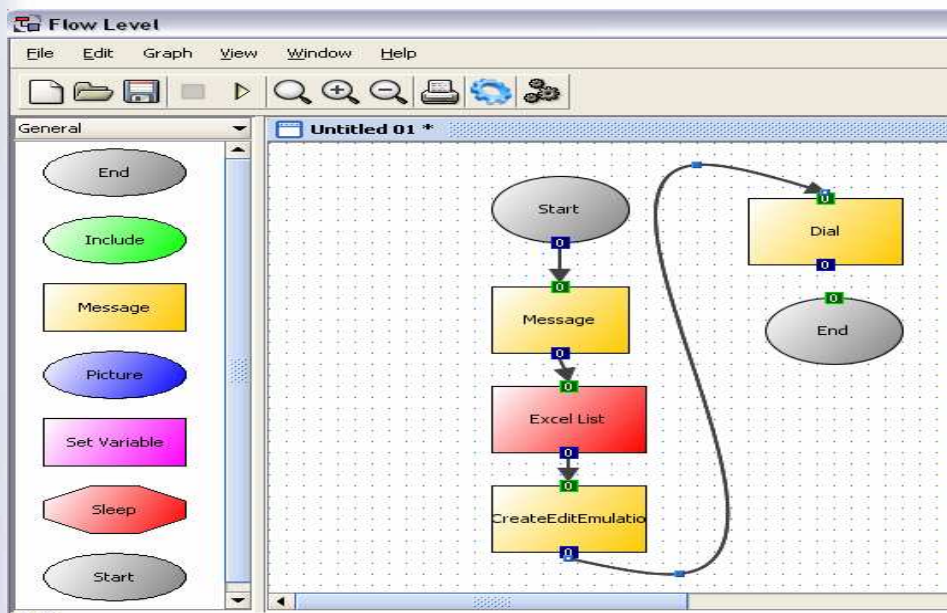 Flow Level
File Edit Graph View Window Help
General
Untitled 01 *
End
Include
Message
Picture
Set Variable
Sleep
Start
Start
0
0
Message
0
0
Excel List
0
0
CreateEditEmulatio
0
0
Dial
0
0
End